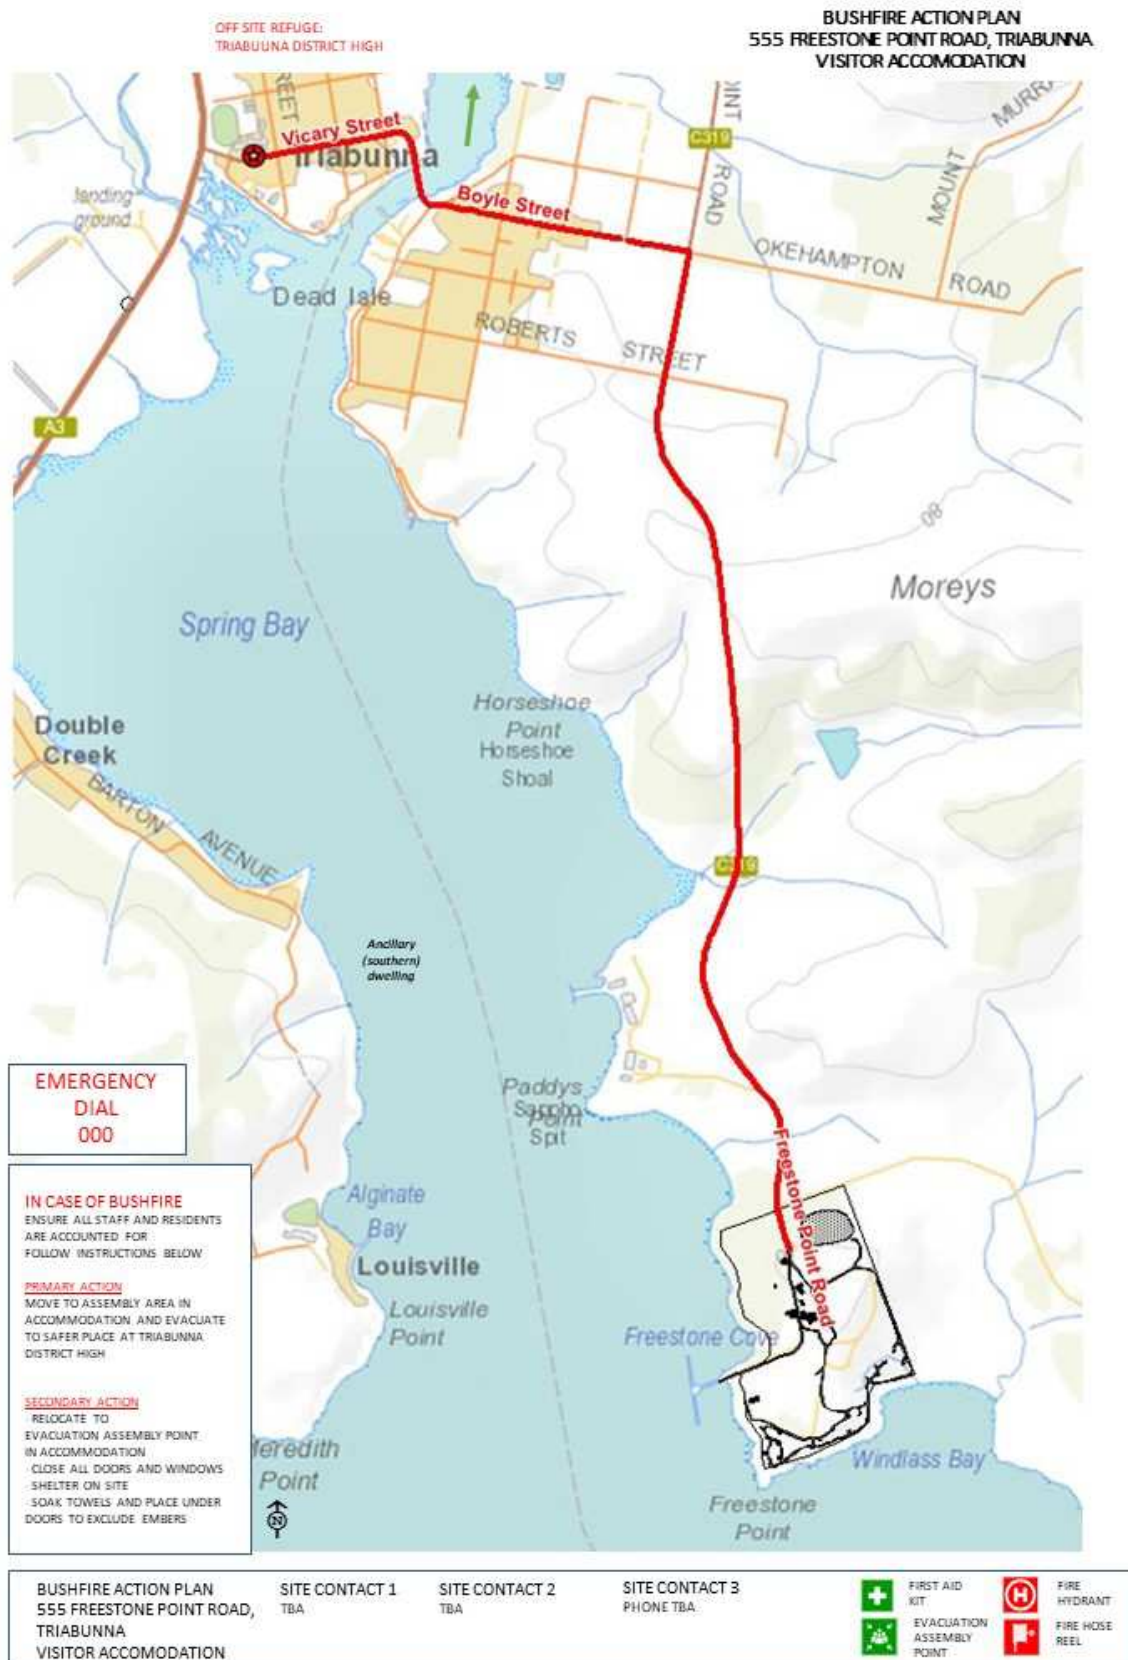 OFF SITE REFUGE:
TRIABUUNA DISTRICT HIGH
BUSHFIRE ACTION PLAN
555 FREESTONE POINT ROAD, TRIABUNNA
VISITOR ACCOMODATION
REET
Vicary Street
Triabunna
landing
ground
Boyle Street
C319
OINT
ROAD
MOUNT
MURRA
OKEHAMPTON
ROAD
Dead Isle
ROBERTS
STREET
A3
80
Moreys
Spring Bay
Horseshoe
Point
Horseshoe
Shoal
Double
Creek
BARTON
AVENUE
C319
Ancillary
(southern)
dwelling
Paddys
Point
Sappho
Spit
EMERGENCY
DIAL
000
Freestone Point Road
Alginate
Bay
Louisville
Louisville
Point
Freestone Cove
Windlass Bay
Freestone
Point
Meredith
Point
N
IN CASE OF BUSHFIRE
ENSURE ALL STAFF AND RESIDENTS
ARE ACCOUNTED FOR
FOLLOW INSTRUCTIONS BELOW
PRIMARY ACTION
MOVE TO ASSEMBLY AREA IN
ACCOMMODATION AND EVACUATE
TO SAFER PLACE AT TRIABUNNA
DISTRICT HIGH
SECONDARY ACTION
- RELOCATE TO
EVACUATION ASSEMBLY POINT
IN ACCOMMODATION
- CLOSE ALL DOORS AND WINDOWS
- SHELTER ON SITE
- SOAK TOWELS AND PLACE UNDER
DOORS TO EXCLUDE EMBERS
BUSHFIRE ACTION PLAN
555 FREESTONE POINT ROAD,
TRIABUNNA
VISITOR ACCOMODATION
SITE CONTACT 1
TBA
SITE CONTACT 2
TBA
SITE CONTACT 3
PHONE TBA
FIRST AID
KIT
EVACUATION
ASSEMBLY
POINT
H
FIRE
HYDRANT
FIRE HOSE
REEL